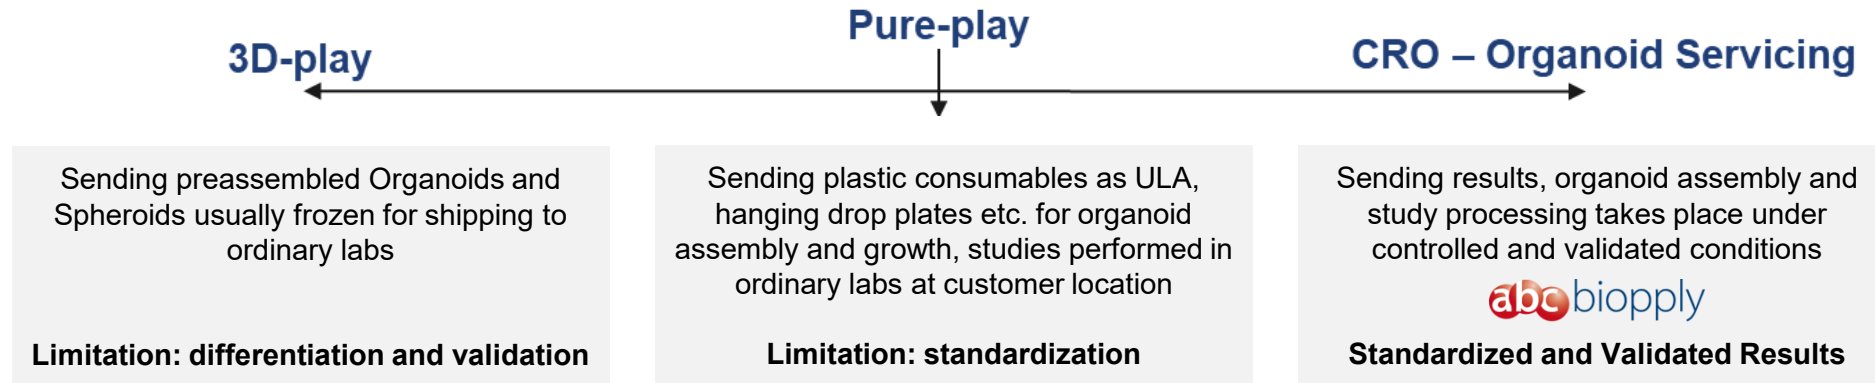 3D-play
Pure-play
CRO – Organoid Servicing
Sending preassembled Organoids and
Spheroids usually frozen for shipping to
ordinary labs
Limitation: differentiation and validation
Sending plastic consumables as ULA,
hanging drop plates etc. for organoid
assembly and growth, studies performed in
ordinary labs at customer location
Limitation: standardization
Sending results, organoid assembly and
study processing takes place under
controlled and validated conditions
abc biopply
Standardized and Validated Results